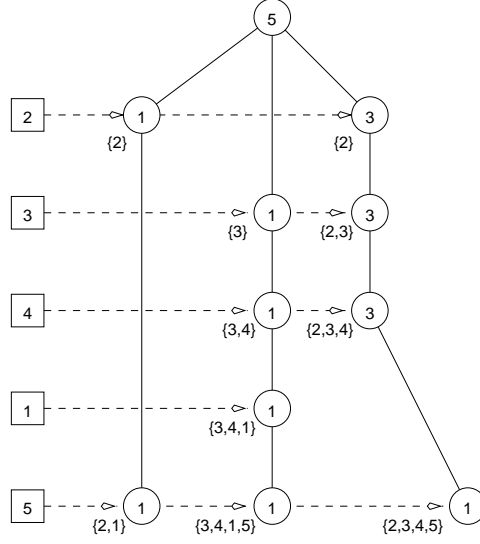 5
2 1 3
{2} {2}
3 1 3
{3} {2,3}
4 1 3
{3,4} {2,3,4}
1 1
{3,4,1}
5 1 1 1
{2,1} {3,4,1,5} {2,3,4,5}